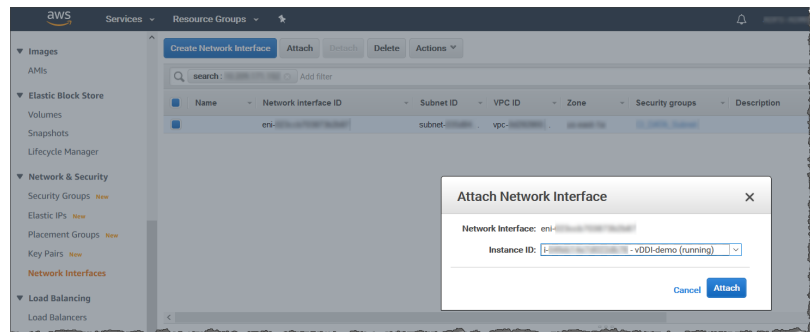 aws Services Resource Groups
Images
AMIs
Elastic Block Store
Volumes
Snapshots
Lifecycle Manager
Network & Security
Security Groups New
Elastic IPs New
Placement Groups New
Key Pairs New
Network Interfaces
Load Balancing
Load Balancers
Create Network Interface Attach Detach Delete Actions
search : Add filter
Name Network interface ID Subnet ID VPC ID Zone Security groups Description
eni- subnet- vpc-
Attach Network Interface ×
Network Interface: eni-
Instance ID: i- - vDDI-demo (running)
Cancel Attach